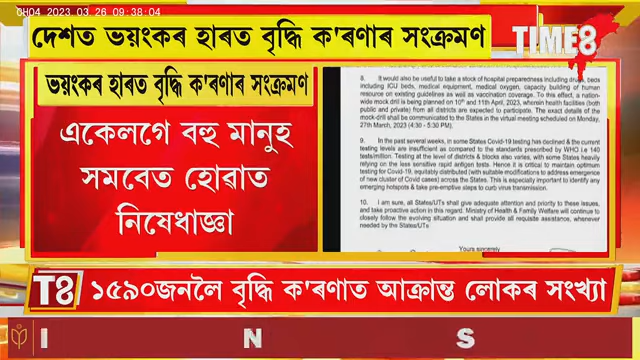 CH04 2023.03.26 09:38:04
দেশত ভয়ংকৰ হাৰত বৃদ্ধি ক'ৰণাৰ সংক্ৰমণ
TIME8
ভয়ংকৰ হাৰত বৃদ্ধি ক'ৰণাৰ সংক্ৰমণ
একেলগে বহু মানুহ
সমবেত হোৱাত
নিষেধাজ্ঞা
8. It would also be useful to take a stock of hospital preparedness including drugs, beds
including ICU beds, medical equipment, medical oxygen, capacity building of
human resource on existing guidelines as well as vaccination coverage. To this effect, a nation-
wide mock drill is being planned on 10th and 11th April, 2023, wherein health facilities (both
public and private) from all districts are expected to participate. The exact details of the
mock-drill shall be communicated to the States in the virtual meeting scheduled on Monday,
27th March, 2023 (4:30 - 5:30 PM).
9. In the past several weeks, in some States Covid-19 testing has declined & the current
testing levels are insufficient as compared to the standards prescribed by WHO i.e 140
tests/million. Testing at the level of districts & blocks also varies, with some States heavily
relying on the less sensitive rapid antigen tests. Hence it is critical to maintain optimum
testing for Covid-19, equitably distributed (with suitable modifications to address emergence
of new cluster of Covid cases) across the States. This is especially important to identify any
emerging hotspots & take pre-emptive steps to curb virus transmission.
10. I am sure, all States/UTs shall give adequate attention and priority to these issues,
and take proactive action in this regard. Ministry of Health & Family Welfare will continue to
closely follow the evolving situation and shall provide all requisite assistance, whenever
needed by the States/UTs.
Yours sincerely
T8 ১৫৯০জনলৈ বৃদ্ধি ক'ৰণাত আক্ৰান্ত লোকৰ সংখ্যা
I N S